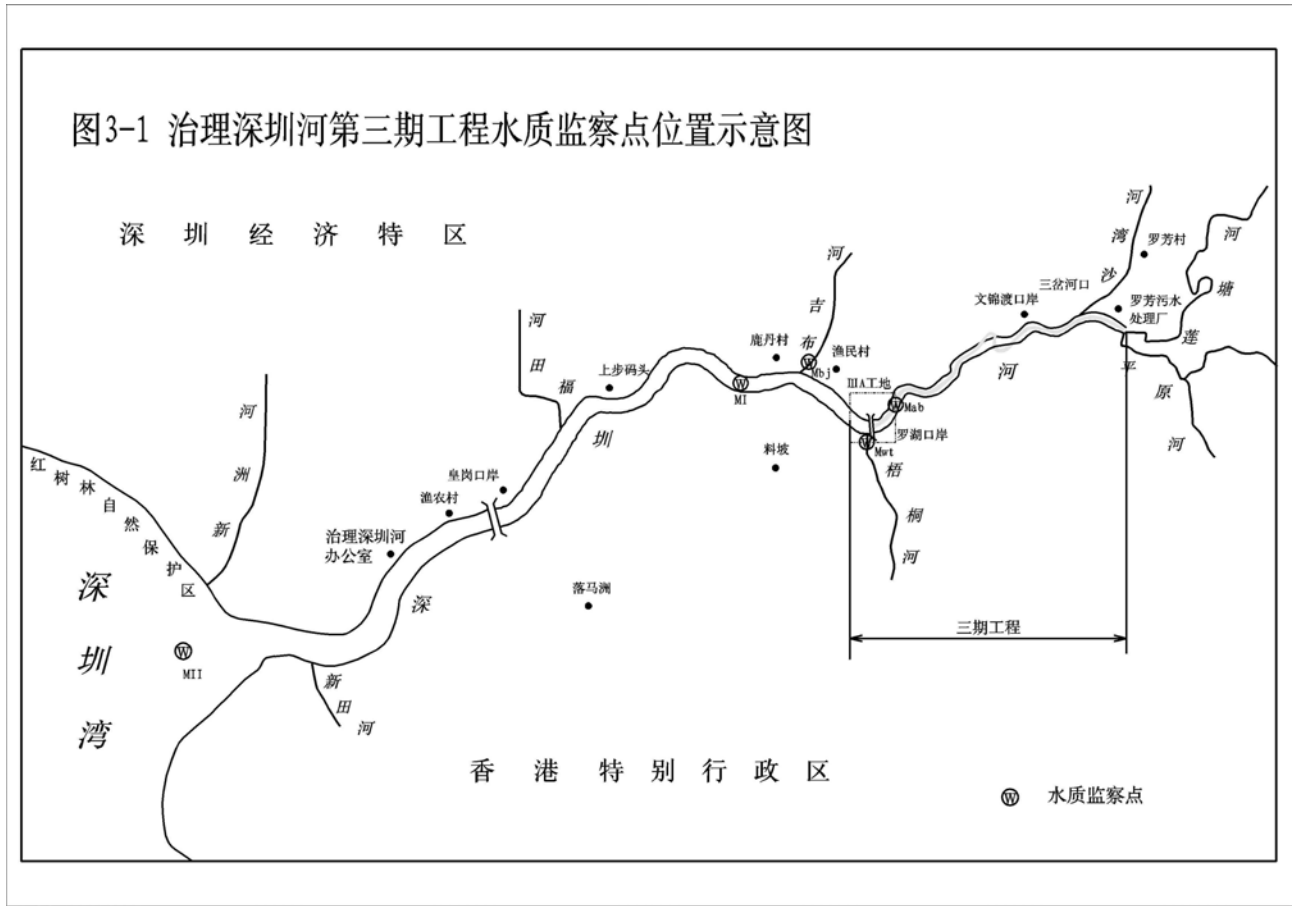 图3-1 治理深圳河第三期工程水质监察点位置示意图
深圳经济特区
红树林自然保护区
深圳湾
MII
新洲河
治理深圳河
办公室
渔农村
皇岗口岸
福田河
上步码头
深圳河
新田河
落马洲
MI
鹿丹村
布吉河
Mbj
渔民村
料坡
IIIA工地
Mab
罗湖口岸
Mwt
梧桐河
文锦渡口岸
三岔河口
沙湾河
罗芳村
罗芳污水
处理厂
莲塘河
平原河
三期工程
香港特别行政区
W 水质监察点